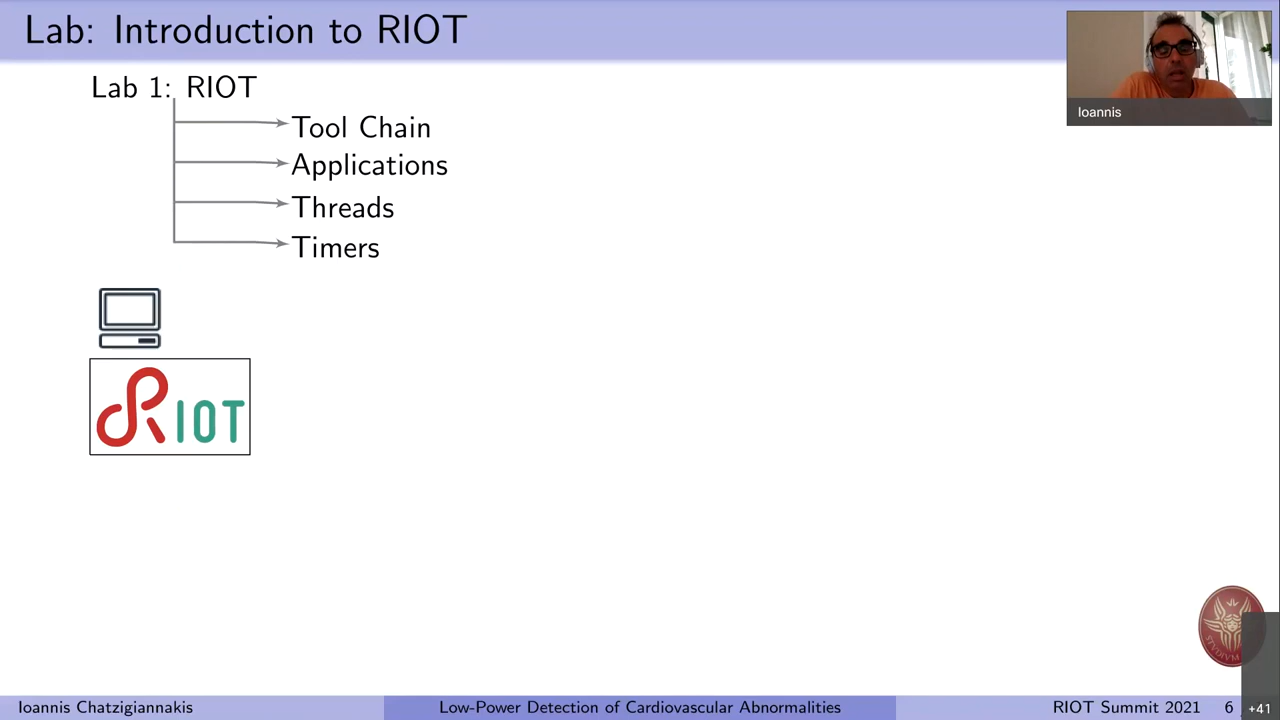 Lab: Introduction to RIOT
Ioannis
Lab 1: RIOT
Tool Chain
Applications
Threads
Timers
RIOT
STVDIVM
Ioannis Chatzigiannakis
Low-Power Detection of Cardiovascular Abnormalities
RIOT Summit 2021
6
+41